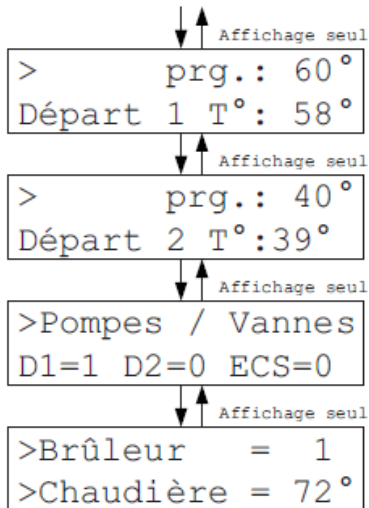 Affichage seul
> prg.: 60°
Départ 1 T°: 58°
Affichage seul
> prg.: 40°
Départ 2 T°:39°
Affichage seul
>Pompes / Vannes
D1=1 D2=0 ECS=0
Affichage seul
>Brûleur = 1
>Chaudière = 72°